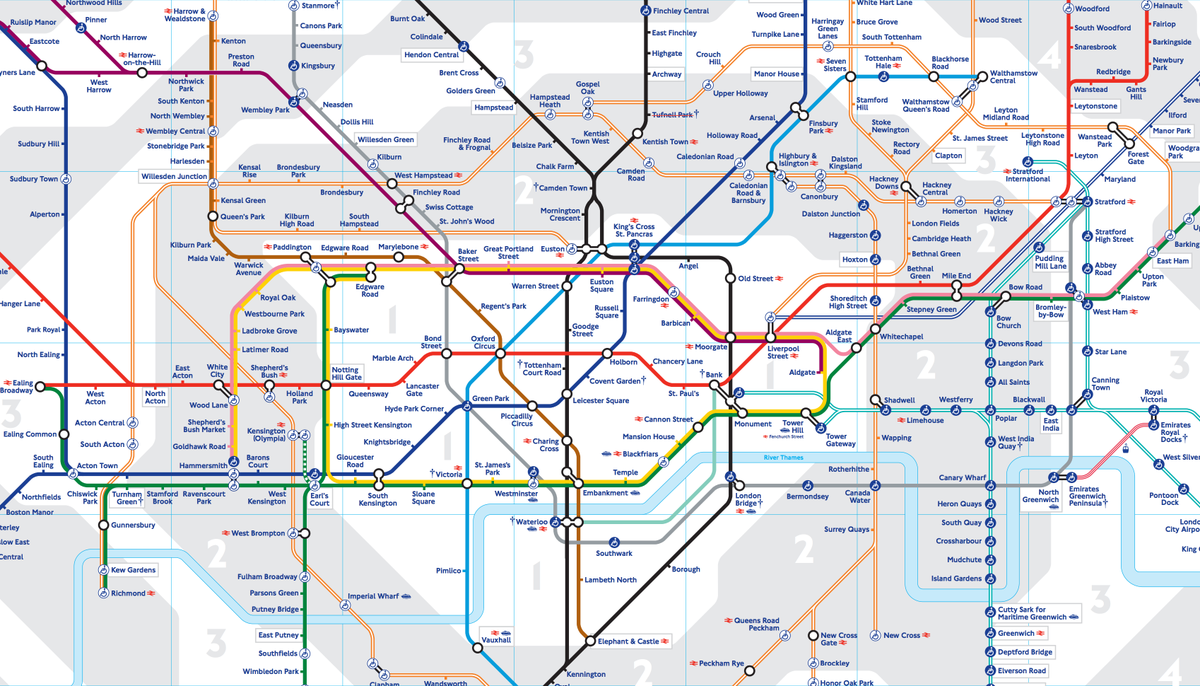 Northwood Hills
Ruislip Manor
Pinner
North Harrow
Eastcote
Harrow-
on-the-Hill
West
Harrow
South Harrow
Sudbury Hill
Sudbury Town
Alperton
Hanger Lane
Park Royal
North Ealing
Ealing
Broadway
Ealing Common
South
Ealing
Northfields
Boston Manor
Harrow &
Wealdstone
Kenton
Preston
Road
Northwick
Park
South Kenton
North Wembley
Wembley Central
Stonebridge Park
Harlesden
Willesden Junction
Kensal Green
Queen's Park
Kilburn Park
Maida Vale
Warwick
Avenue
Stanmore†
Canons Park
Queensbury
Kingsbury
Wembley Park
Neasden
Dollis Hill
Willesden Green
Kilburn
West Hampstead
Finchley Road
Swiss Cottage
St. John's Wood
Kensal
Rise
Brondesbury
Park
Brondesbury
Kilburn
High Road
South
Hampstead
Finchley Road
& Frognal
Burnt Oak
Colindale
Hendon Central
Brent Cross
Golders Green
Hampstead
Belsize Park
Chalk Farm
†Camden Town
Mornington
Crescent
Hampstead
Heath
Gospel
Oak
Kentish
Town West
Finchley Central
East Finchley
Highgate
Archway
Tufnell Park†
Kentish Town
Camden
Road
Crouch
Hill
Upper Holloway
Wood Green
Turnpike Lane
Manor House
Harringay
Green
Lanes
Seven
Sisters
South Tottenham
Tottenham
Hale
Blackhorse
Road
Walthamstow
Central
Walthamstow
Queen's Road
White Hart Lane
Bruce Grove
Wood Street
Stamford
Hill
Stoke
Newington
Rectory
Road
St. James Street
Clapton
Leyton
Midland Road
Leytonstone
High Road
Woodford
South Woodford
Snaresbrook
Hainault
Fairlop
Barkingside
Newbury
Park
Redbridge
Gants
Hill
Wanstead
Leytonstone
Leyton
Wanstead
Park
Forest
Gate
Manor Park
Ilford
Maryland
Stratford
International
Stratford
Arsenal
Holloway Road
Finsbury
Park
Caledonian Road
Caledonian
Road &
Barnsbury
Highbury &
Islington
Canonbury
Dalston
Kingsland
Dalston Junction
Haggerston
Hoxton
Shoreditch
High Street
Hackney
Downs
Hackney
Central
Homerton
Hackney
Wick
London Fields
Cambridge Heath
Bethnal Green
Bethnal
Green
Mile End
Bow Road
Stepney Green
Whitechapel
Aldgate
East
Aldgate
Pudding
Mill Lane
Stratford
High Street
Abbey
Road
West Ham
Plaistow
Upton
Park
East Ham
Barking
Bromley-
by-Bow
Bow
Church
Devons Road
Langdon Park
All Saints
Star Lane
Canning
Town
Royal
Victoria
Emirates
Royal
Docks†
West Silver
Pontoon
Dock
London
City Airpo
Paddington
Edgware Road
Marylebone
Edgware
Road
Baker
Street
Great Portland
Street
Euston
King's Cross
St. Pancras
Angel
Old Street
Warren Street
Euston
Square
Russell
Square
Farringdon
Barbican
Moorgate
Liverpool
Street
Regent's Park
Goodge
Street
Royal Oak
Westbourne Park
Ladbroke Grove
Latimer Road
Bayswater
Bond
Street
Oxford
Circus
Marble Arch
Lancaster
Gate
Queensway
Notting
Hill Gate
Holland
Park
Shepherd's
Bush
White
City
East
Acton
North
Acton
West
Acton
Wood Lane
Shepherd's
Bush Market
Goldhawk Road
Hammersmith
Kensington
(Olympia)
High Street Kensington
Hyde Park Corner
Knightsbridge
Green Park
Piccadilly
Circus
†Tottenham
Court Road
Holborn
Covent Garden†
Leicester Square
Chancery Lane
St. Paul's
†Bank
Monument
Cannon Street
Mansion House
Blackfriars
Temple
Tower
Hill
Fenchurch Street
Tower
Gateway
Shadwell
Limehouse
Westferry
Poplar
Blackwall
East
India
West India
Quay†
Canary Wharf
Heron Quays
South Quay
Crossharbour
Mudchute
Island Gardens
Cutty Sark for
Maritime Greenwich
Greenwich
Deptford Bridge
Elverson Road
North
Greenwich
Emirates
Greenwich
Peninsula†
Wapping
Rotherhithe
Canada
Water
Surrey Quays
Bermondsey
London
Bridge†
River Thames
Charing
Cross
Embankment
St. James's
Park
Westminster
†Victoria
†Waterloo
Southwark
Lambeth North
Borough
Elephant & Castle
Kennington
Pimlico
Vauxhall
Acton Central
South Acton
Acton Town
Chiswick
Park
Turnham
Green†
Stamford
Brook
Ravenscourt
Park
West
Kensington
Barons
Court
Earl's
Court
Gloucester
Road
South
Kensington
Sloane
Square
Gunnersbury
Kew Gardens
Richmond
West Brompton
Fulham Broadway
Parsons Green
Putney Bridge
East Putney
Southfields
Wimbledon Park
Imperial Wharf
Clapham
Wandsworth
Queens Road
Peckham
Peckham Rye
New Cross
Gate
New Cross
Brockley
Honor Oak Park
3
4
3
2
2
1
2
1
3
2
2
1
3
3
2
4